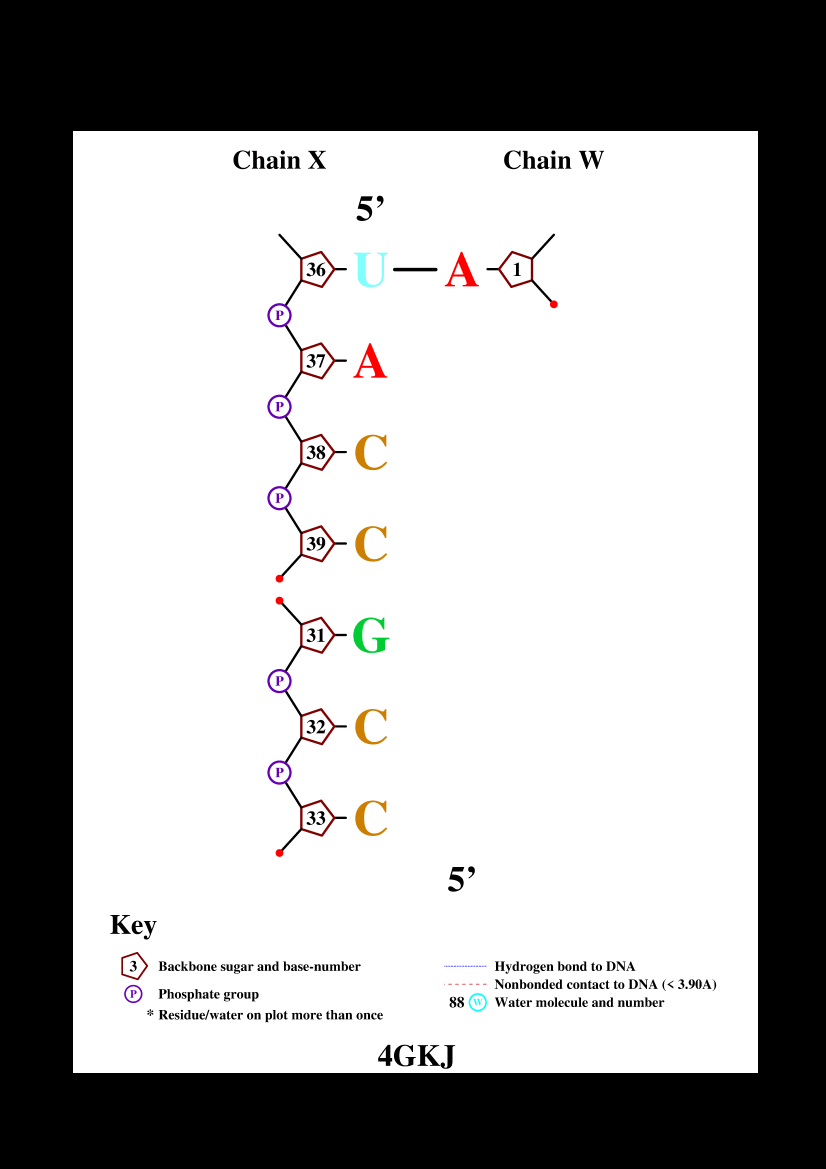 Chain X Chain W
5’
36 U A 1
P
37 A
P
38 C
P
39 C
31 G
P
32 C
P
33 C
5’
Key
3 Backbone sugar and base-number
P Phosphate group
* Residue/water on plot more than once
Hydrogen bond to DNA
Nonbonded contact to DNA (< 3.90A)
88 W Water molecule and number
4GKJ